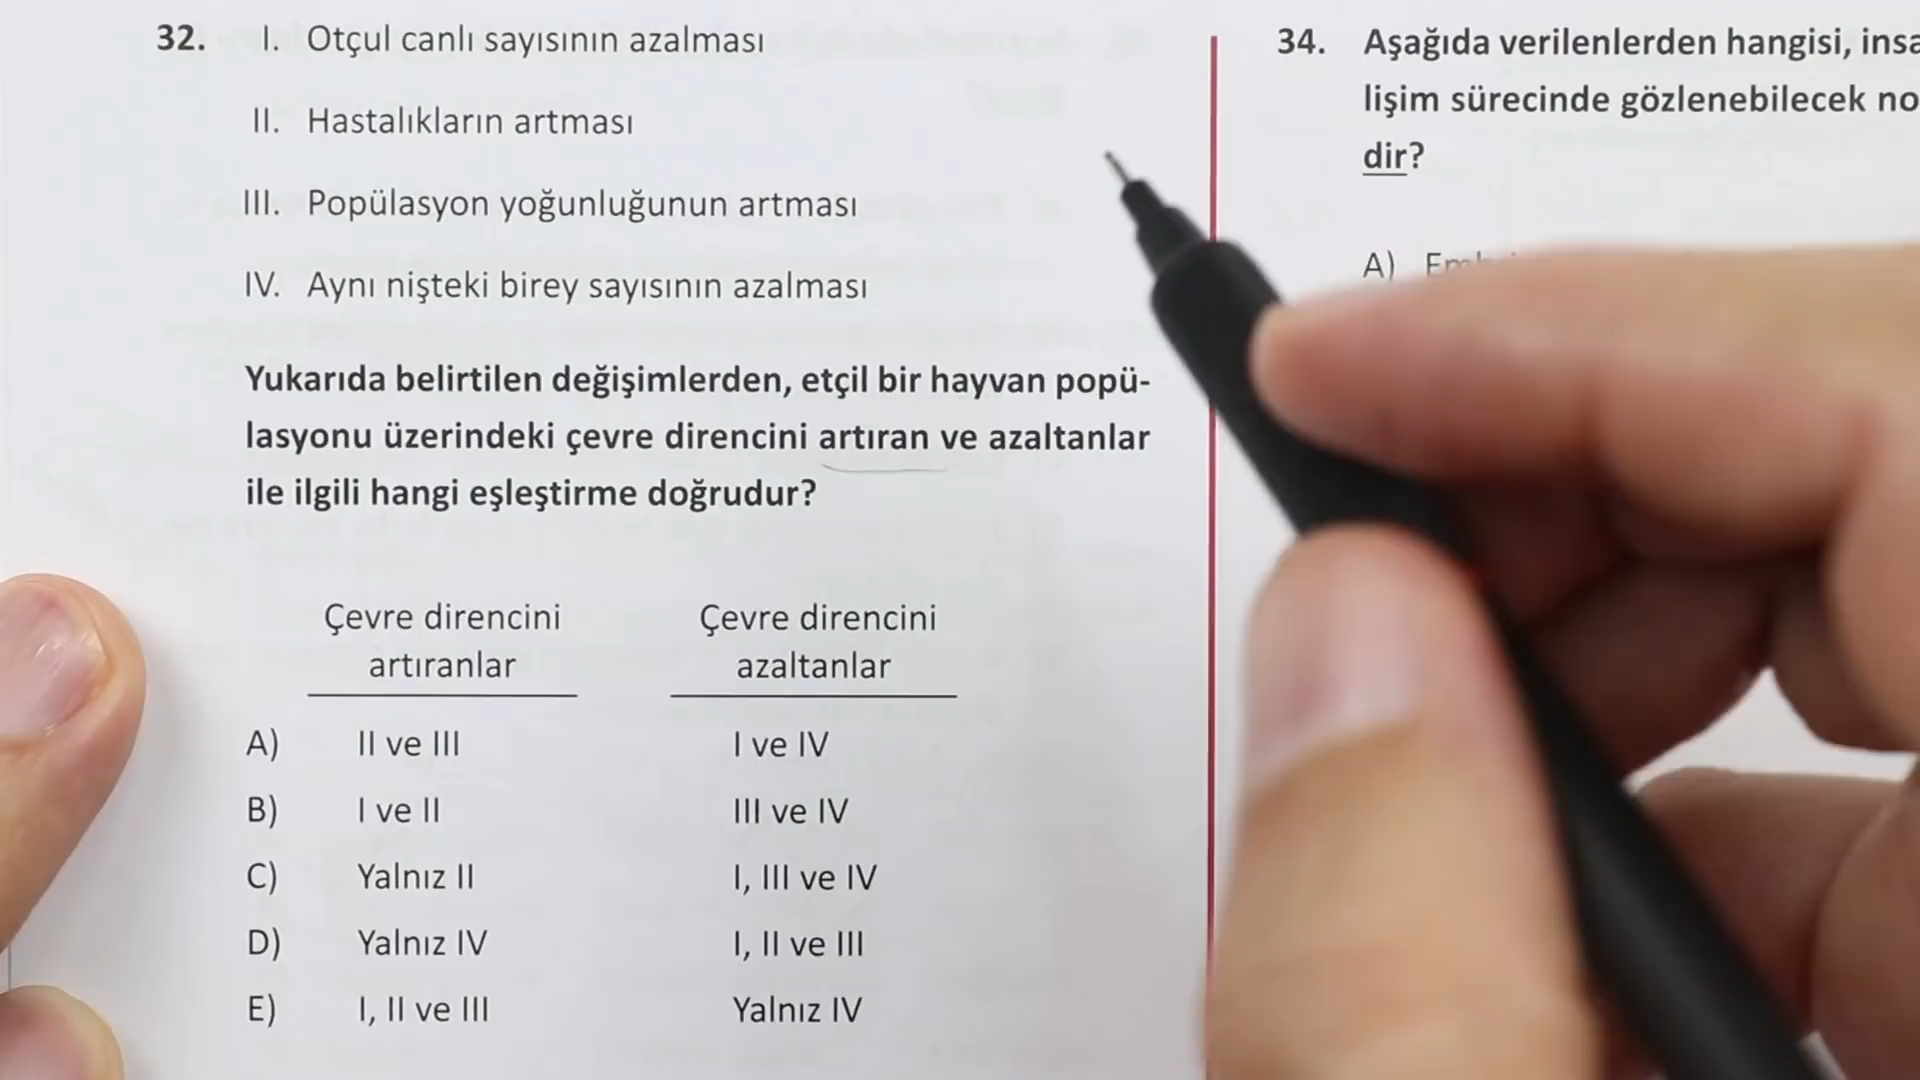 32. I. Otçul canlı sayısının azalması
II. Hastalıkların artması
III. Popülasyon yoğunluğunun artması
IV. Aynı nişteki birey sayısının azalması
Yukarıda belirtilen değişimlerden, etçil bir hayvan popü-
lasyonu üzerindeki çevre direncini artıran ve azaltanlar
ile ilgili hangi eşleştirme doğrudur?
Çevre direncini Çevre direncini
artıranlar azaltanlar
A) II ve III I ve IV
B) I ve II III ve IV
C) Yalnız II I, III ve IV
D) Yalnız IV I, II ve III
E) I, II ve III Yalnız IV
34. Aşağıda verilenlerden hangisi, insa
lişim sürecinde gözlenebilecek no
dir?
A)